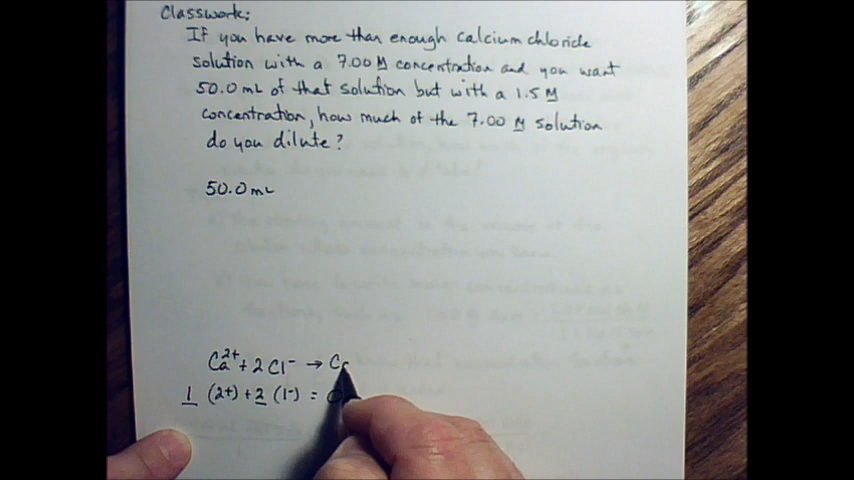 Classwork:
If you have more than enough calcium chloride
solution with a 7.00 M concentration and you want
50.0 mL of that solution but with a 1.5 M
concentration, how much of the 7.00 M solution
do you dilute?
50.0 mL
Ca²⁺ + 2 Cl⁻ → Ca
1 (2+) + 2 (1-) = 0